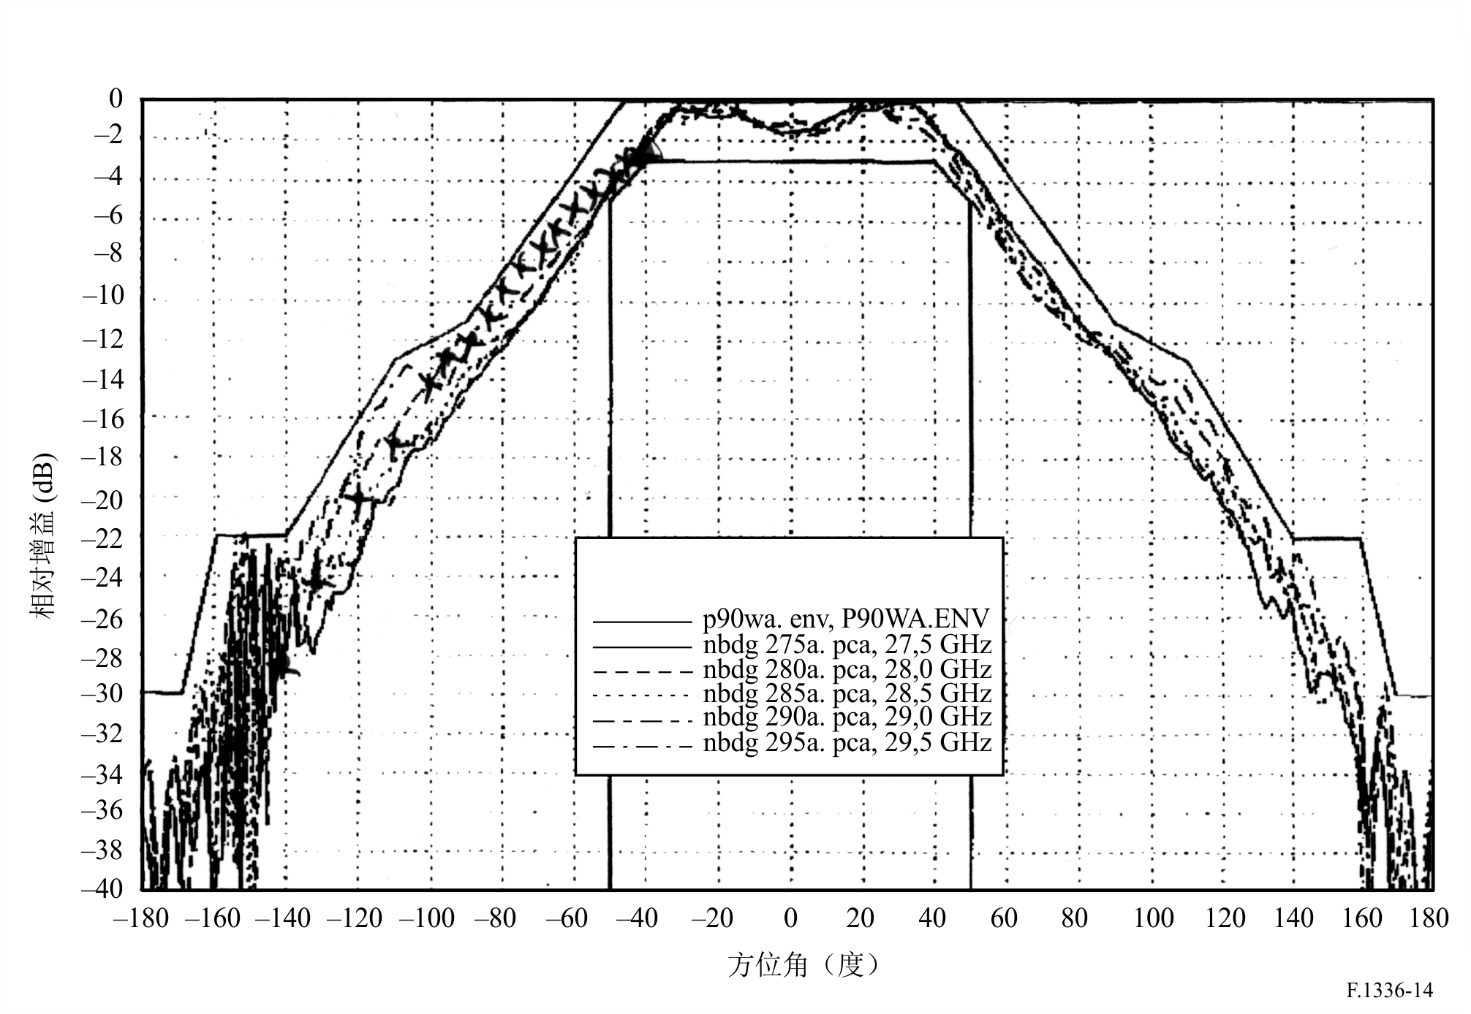 0
–2
–4
–6
–8
–10
–12
–14
–16
–18
–20
–22
–24
–26
–28
–30
–32
–34
–36
–38
–40
相对增益 (dB)
p90wa. env, P90WA.ENV
nbdg 275a. pca, 27,5 GHz
nbdg 280a. pca, 28,0 GHz
nbdg 285a. pca, 28,5 GHz
nbdg 290a. pca, 29,0 GHz
nbdg 295a. pca, 29,5 GHz
–180 –160 –140 –120 –100 –80 –60 –40 –20 0 20 40 60 80 100 120 140 160 180
方位角（度）
F.1336-14